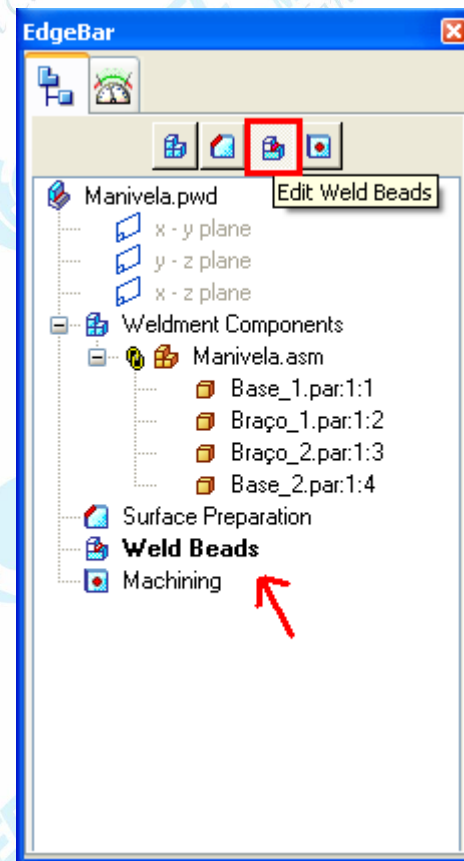 EdgeBar
Edit Weld Beads
Manivela.pwd
x - y plane
y - z plane
x - z plane
Weldment Components
Manivela.asm
Base_1.par:1:1
Braço_1.par:1:2
Braço_2.par:1:3
Base_2.par:1:4
Surface Preparation
Weld Beads
Machining